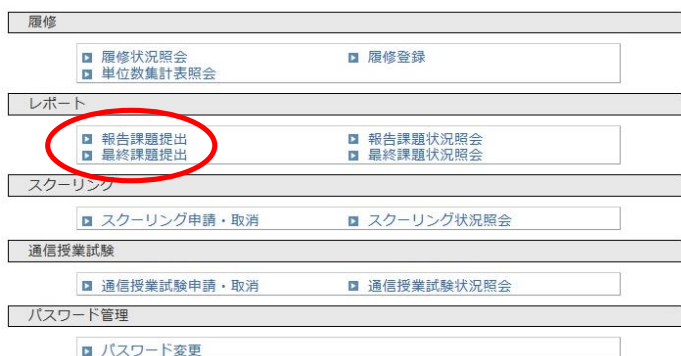 履修
履修状況照会 履修登録
単位数集計表照会
レポート
報告課題提出 報告課題状況照会
最終課題提出 最終課題状況照会
スクーリング
スクーリング申請・取消 スクーリング状況照会
通信授業試験
通信授業試験申請・取消 通信授業試験状況照会
パスワード管理
パスワード変更